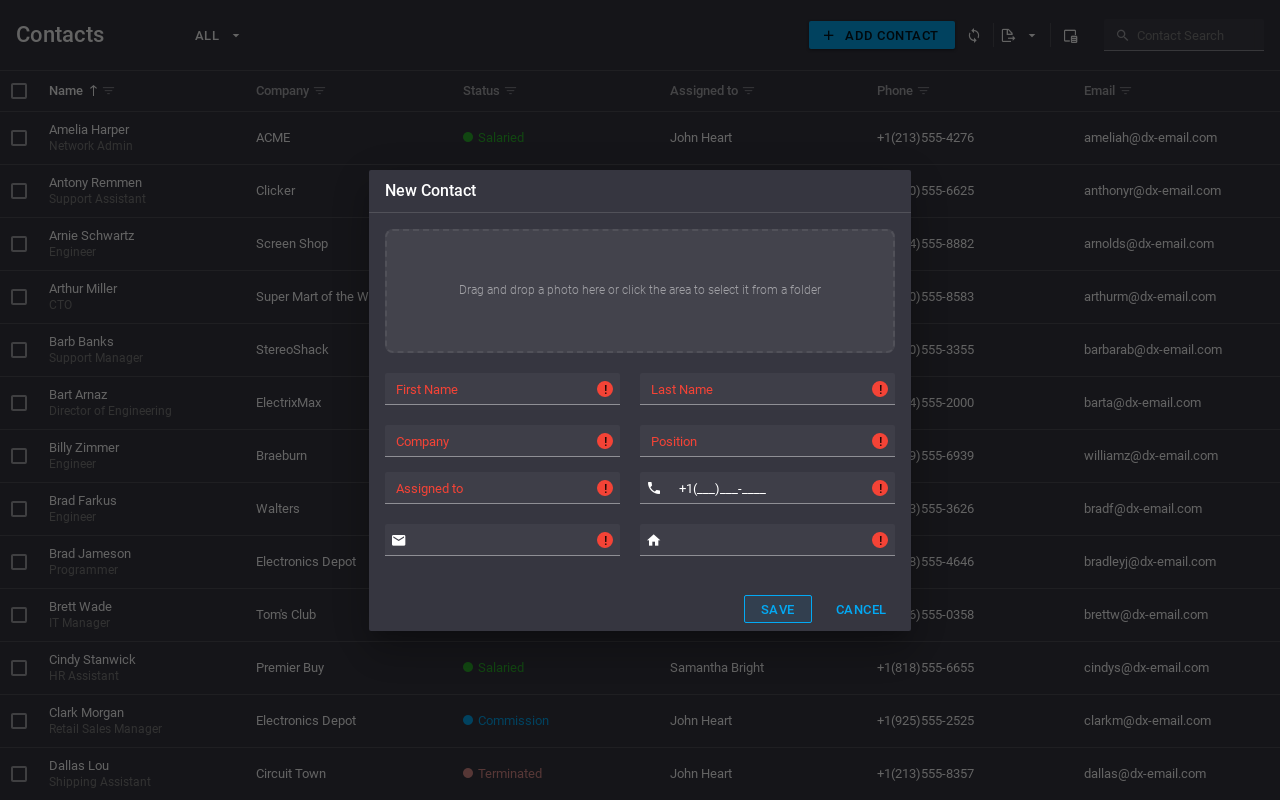 Contacts
ALL
ADD CONTACT
Contact Search
Name Company Status Assigned to Phone Email
Amelia Harper
Network Admin
ACME Salaried John Heart +1(213)555-4276 ameliah@dx-email.com
Antony Remmen
Support Assistant
Clicker 0)555-6625 anthonyr@dx-email.com
Arnie Schwartz
Engineer
Screen Shop 4)555-8882 arnolds@dx-email.com
Arthur Miller
CTO
Super Mart of the W 0)555-8583 arthurm@dx-email.com
Barb Banks
Support Manager
StereoShack 0)555-3355 barbarab@dx-email.com
Bart Arnaz
Director of Engineering
ElectrixMax 4)555-2000 barta@dx-email.com
Billy Zimmer
Engineer
Braeburn 9)555-6939 williamz@dx-email.com
Brad Farkus
Engineer
Walters 3)555-3626 bradf@dx-email.com
Brad Jameson
Programmer
Electronics Depot 8)555-4646 bradleyj@dx-email.com
Brett Wade
IT Manager
Tom's Club 6)555-0358 brettw@dx-email.com
Cindy Stanwick
HR Assistant
Premier Buy Salaried Samantha Bright +1(818)555-6655 cindys@dx-email.com
Clark Morgan
Retail Sales Manager
Electronics Depot Commission John Heart +1(925)555-2525 clarkm@dx-email.com
Dallas Lou
Shipping Assistant
Circuit Town Terminated John Heart +1(213)555-8357 dallas@dx-email.com
New Contact
Drag and drop a photo here or click the area to select it from a folder
First Name
Last Name
Company
Position
Assigned to
+1(___)___-____
SAVE
CANCEL